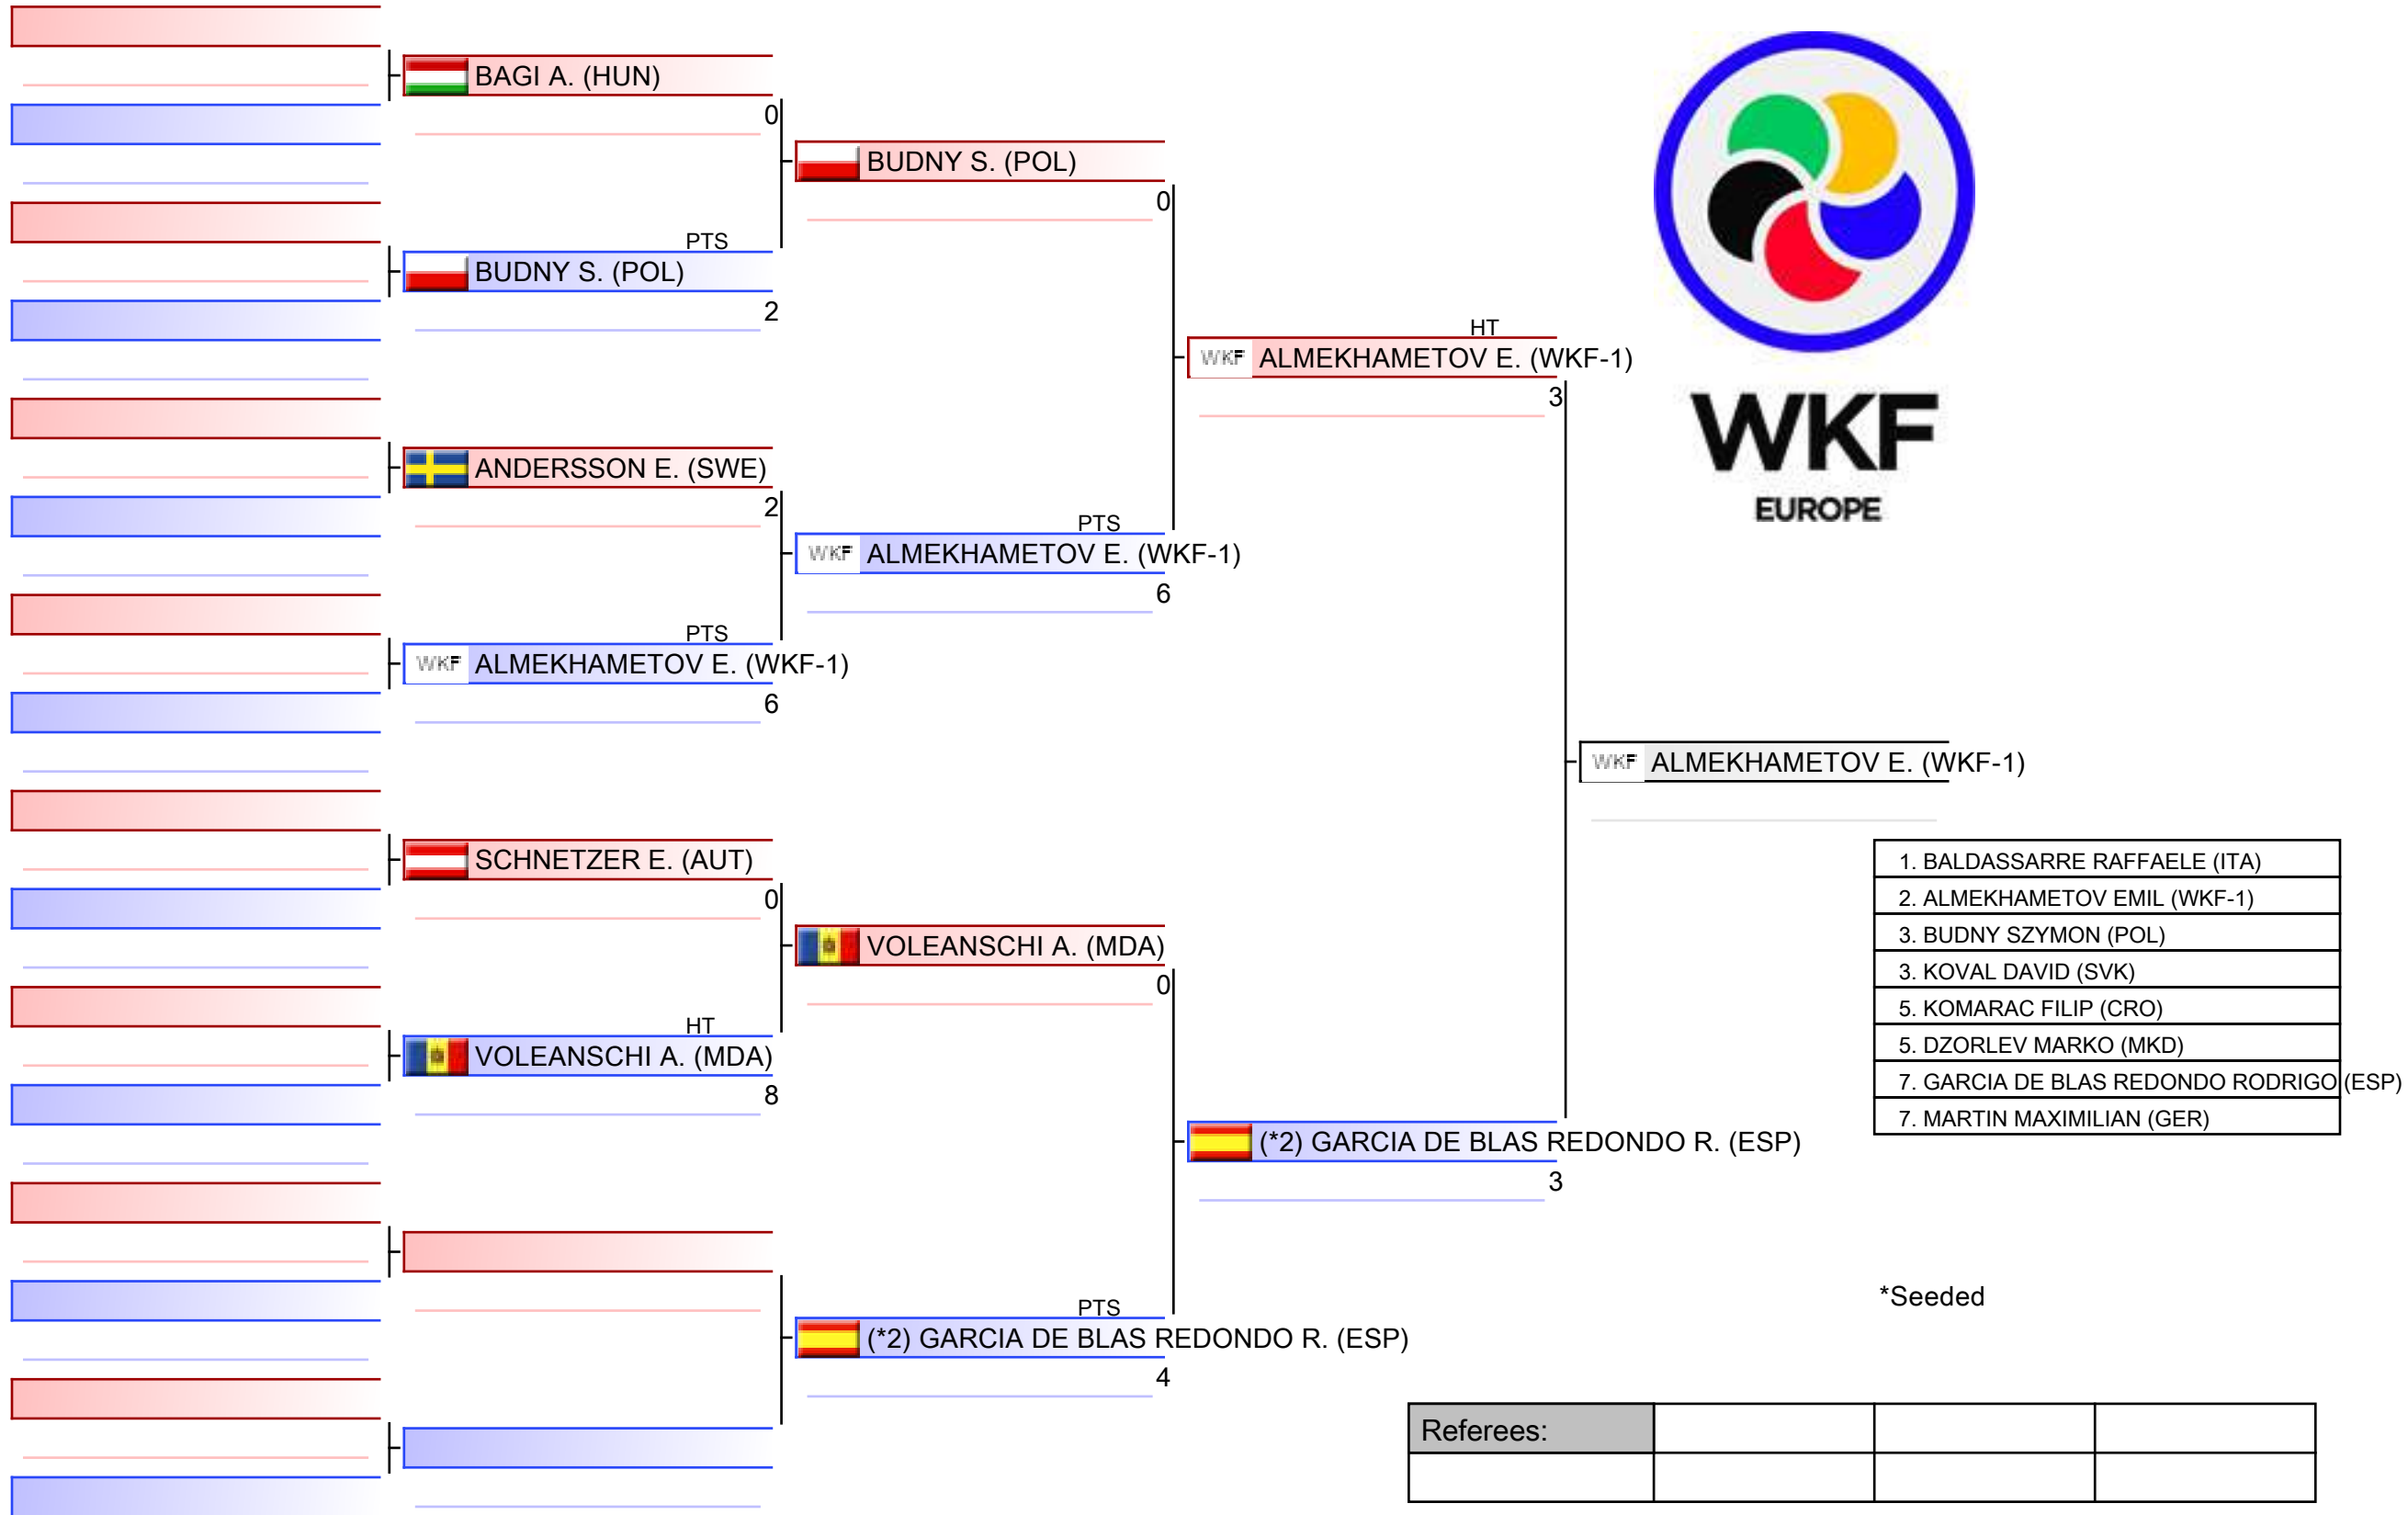 BAGI A. (HUN)
0
PTS
BUDNY S. (POL)
2
ANDERSSON E. (SWE)
2
PTS
WKF ALMEKHAMETOV E. (WKF-1)
6
SCHNETZER E. (AUT)
0
HT
VOLEANSCHI A. (MDA)
8
BUDNY S. (POL)
0
PTS
WKF ALMEKHAMETOV E. (WKF-1)
6
VOLEANSCHI A. (MDA)
0
PTS
(*2) GARCIA DE BLAS REDONDO R. (ESP)
4
HT
WKF ALMEKHAMETOV E. (WKF-1)
3
(*2) GARCIA DE BLAS REDONDO R. (ESP)
3
WKF ALMEKHAMETOV E. (WKF-1)
WKF
EUROPE
1. BALDASSARRE RAFFAELE (ITA)
2. ALMEKHAMETOV EMIL (WKF-1)
3. BUDNY SZYMON (POL)
3. KOVAL DAVID (SVK)
5. KOMARAC FILIP (CRO)
5. DZORLEV MARKO (MKD)
7. GARCIA DE BLAS REDONDO RODRIGO (ESP)
7. MARTIN MAXIMILIAN (GER)
*Seeded
Referees: